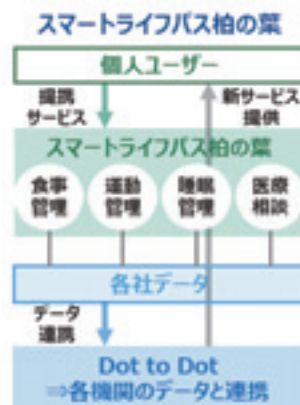 スマートライフパス柏の葉
個人ユーザー
提携
サービス
新サービス
提供
スマートライフパス柏の葉
食事
管理
運動
管理
睡眠
管理
医療
相談
各社データ
データ
連携
Dot to Dot
⇒各機関のデータと連携